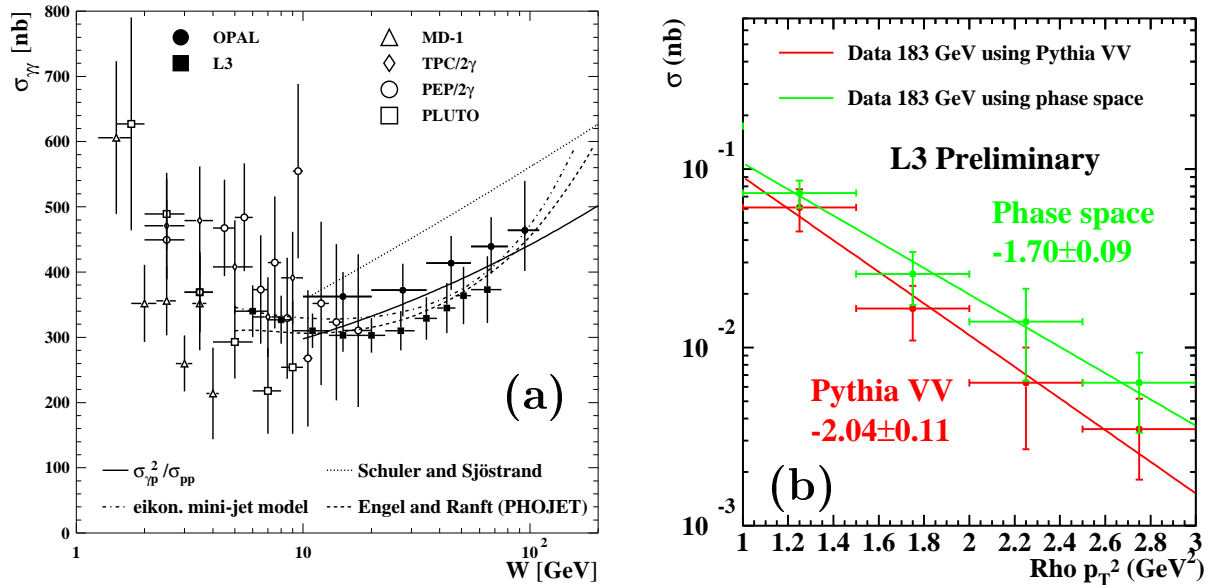 σγγ [nb]
OPAL
L3
MD-1
TPC/2γ
PEP/2γ
PLUTO
800
700
600
500
400
300
200
100
0
(a)
σγp² /σpp
eikon. mini-jet model
Schuler and Sjöstrand
Engel and Ranft (PHOJET)
1
10
10²
W [GeV]
σ (nb)
Data 183 GeV using Pythia VV
Data 183 GeV using phase space
L3 Preliminary
Phase space
-1.70±0.09
Pythia VV
-2.04±0.11
(b)
10⁻¹
10⁻²
10⁻³
1 1.2 1.4 1.6 1.8 2 2.2 2.4 2.6 2.8 3
Rho pT² (GeV²)